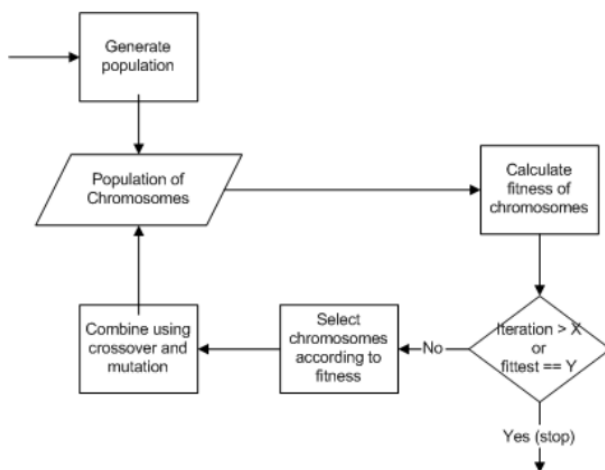 Generate
population
Population of
Chromosomes
Calculate
fitness of
chromosomes
Iteration > X
or
fittest == Y
No
Select
chromosomes
according to
fitness
Combine using
crossover and
mutation
Yes (stop)